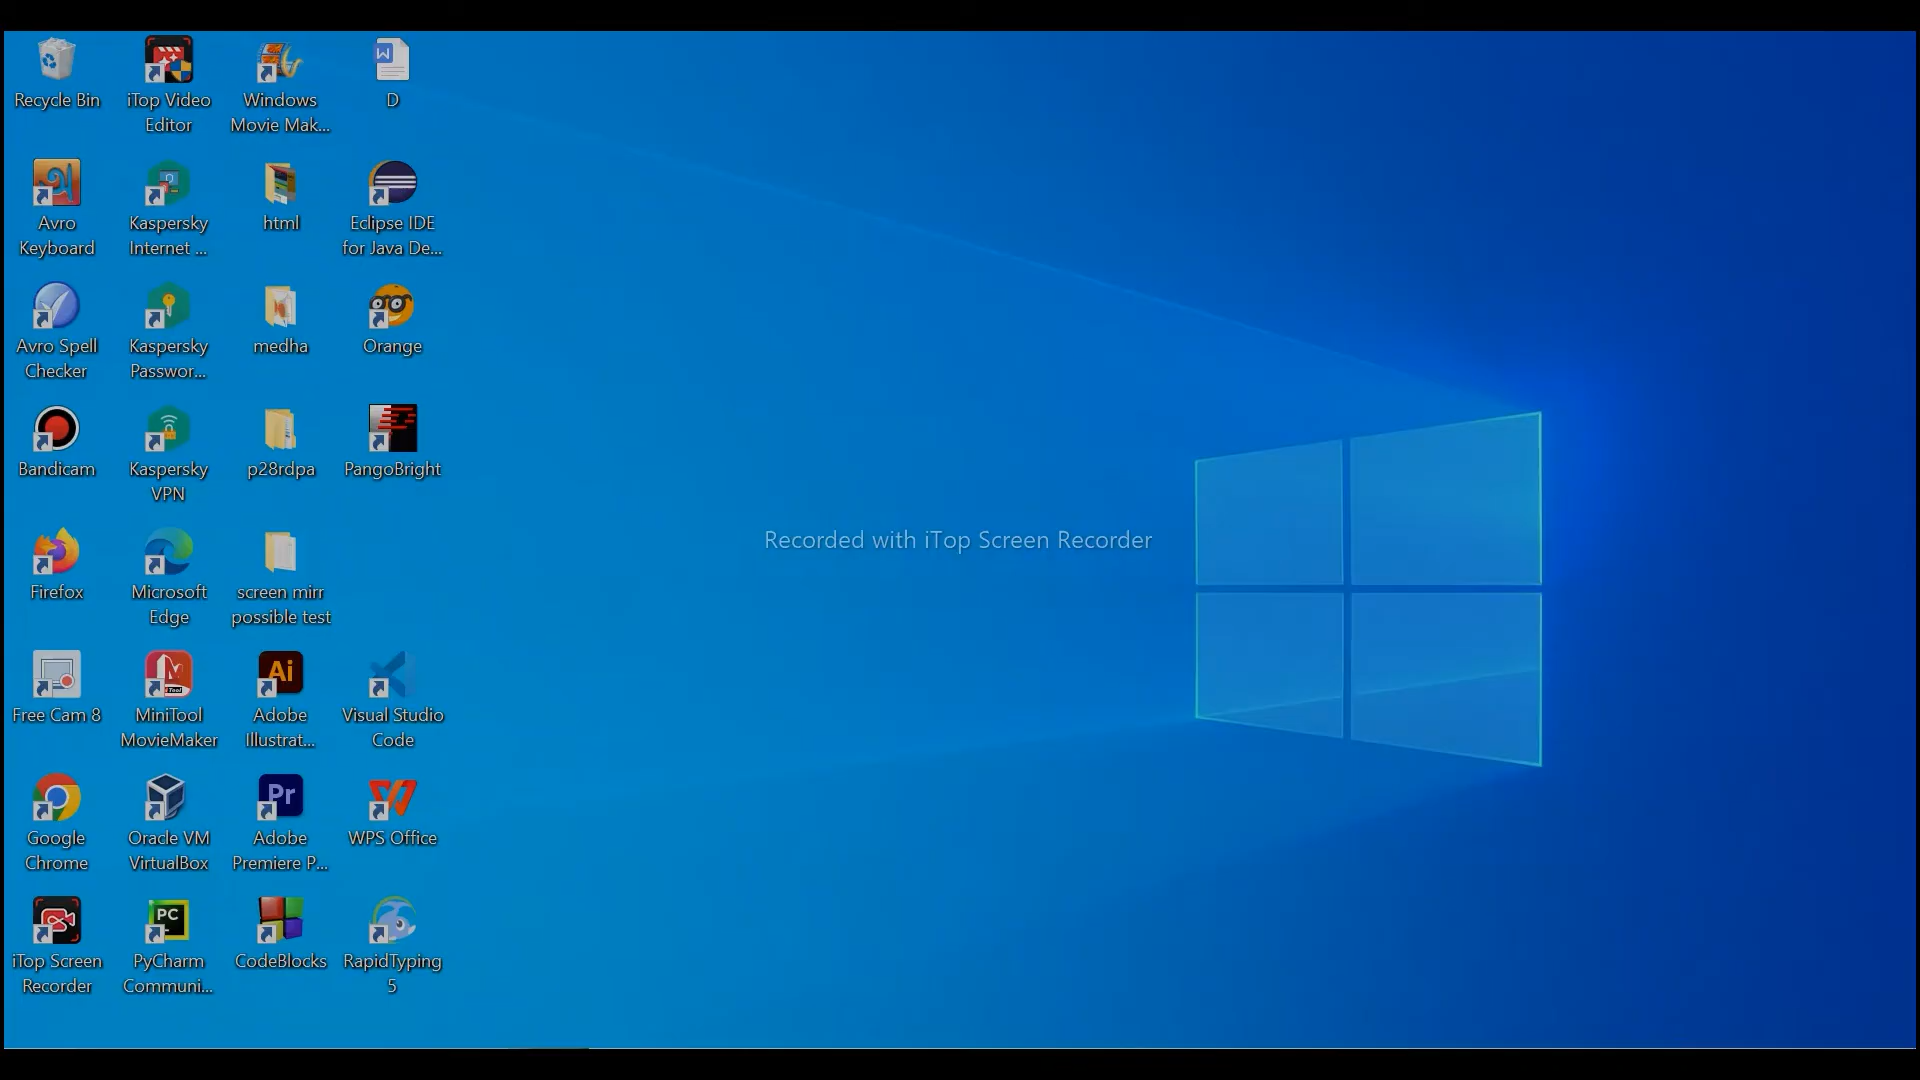 Recycle Bin
iTop Video
Editor
Windows
Movie Mak...
W
D
Avro
Keyboard
Kaspersky
Internet ...
html
Eclipse IDE
for Java De...
Avro Spell
Checker
Kaspersky
Passwor...
medha
Orange
Bandicam
Kaspersky
VPN
p28rdpa
PangoBright
Recorded with iTop Screen Recorder
Firefox
Microsoft
Edge
screen mirr
possible test
Free Cam 8
M
MiniTool
MovieMaker
Ai
Adobe
Illustrat...
Visual Studio
Code
Google
Chrome
Oracle VM
VirtualBox
Pr
Adobe
Premiere P...
WPS Office
iTop Screen
Recorder
PC
PyCharm
Communi...
CodeBlocks
RapidTyping
5